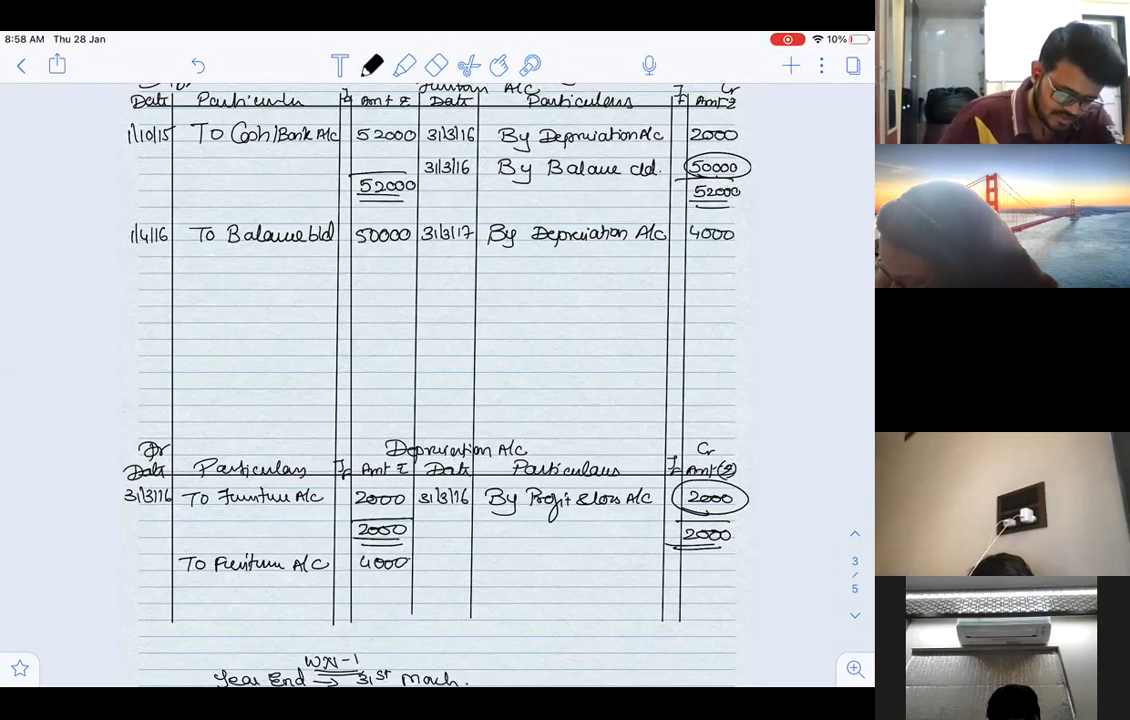 8:58 AM Thu 28 Jan
10%
Furniture A/C Cr
Date Particulars Amt ₹ Date Particulars Amt ₹
1/10/15 To Cash/Bank A/c 52000 31/3/16 By Depreciation A/c 2000
31/3/16 By Balance c/d. 50000
52000 52000
1/4/16 To Balance b/d 50000 31/3/17 By Depreciation A/c 4000
Dr Depreciation A/c Cr
Date Particulars Amt ₹ Date Particulars Amt (₹)
31/3/16 To Furniture A/c 2000 31/3/16 By Profit & Loss A/c 2000
2000 2000
To Furniture A/c 4000
3
/
5
WN-1
Year End → 31st March.